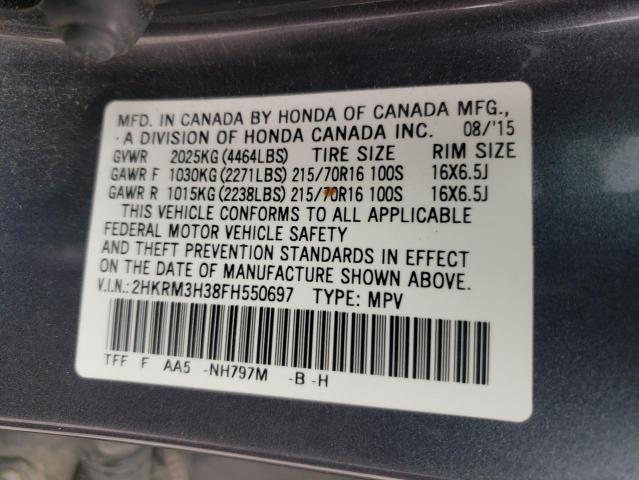 MFD. IN CANADA BY HONDA OF CANADA MFG.,
A DIVISION OF HONDA CANADA INC. 08/'15
GVWR 2025KG (4464LBS) TIRE SIZE RIM SIZE
GAWR F 1030KG (2271LBS) 215/70R16 100S 16X6.5J
GAWR R 1015KG (2238LBS) 215/70R16 100S 16X6.5J
THIS VEHICLE CONFORMS TO ALL APPLICABLE
FEDERAL MOTOR VEHICLE SAFETY
AND THEFT PREVENTION STANDARDS IN EFFECT
ON THE DATE OF MANUFACTURE SHOWN ABOVE.
V.I.N.: 2HKRM3H38FH550697 TYPE: MPV
TFF F AA5 -NH797M -B -H